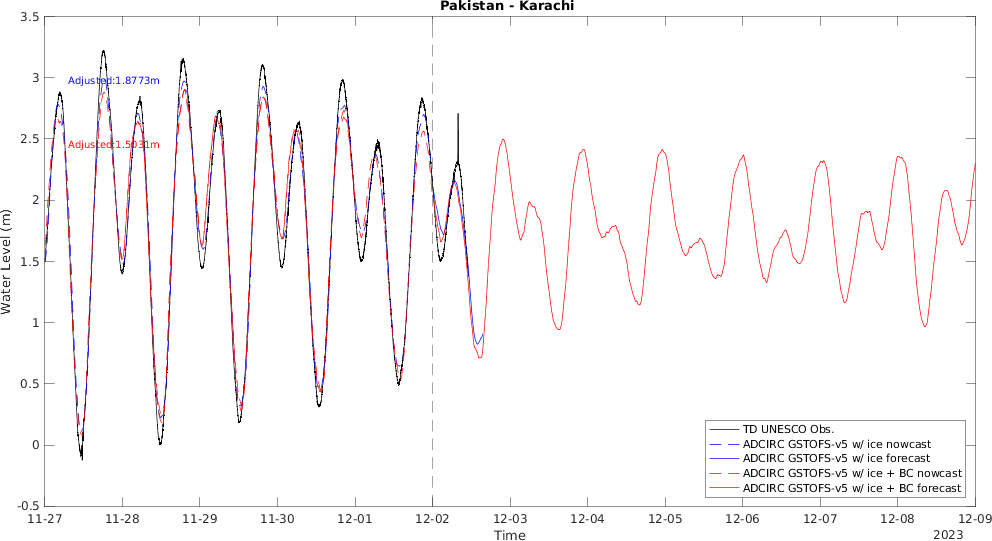 Pakistan - Karachi
3.5
3
2.5
2
1.5
1
0.5
0
-0.5
Water Level (m)
Adjusted:1.8773m
Adjusted:1.5031m
TD UNESCO Obs.
ADCIRC GSTOFS-v5 w/ ice nowcast
ADCIRC GSTOFS-v5 w/ ice forecast
ADCIRC GSTOFS-v5 w/ ice + BC nowcast
ADCIRC GSTOFS-v5 w/ ice + BC forecast
11-27 11-28 11-29 11-30 12-01 12-02 12-03 12-04 12-05 12-06 12-07 12-08 12-09
Time
2023